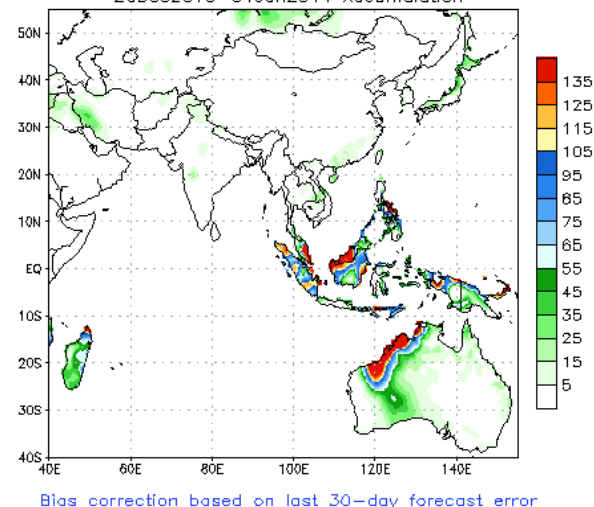 50N
40N
30N
20N
10N
EQ
10S
20S
30S
40S
40E 60E 80E 100E 120E 140E
135
125
115
105
95
85
75
65
55
45
35
25
15
5
Bias correction based on last 30-day forecast error